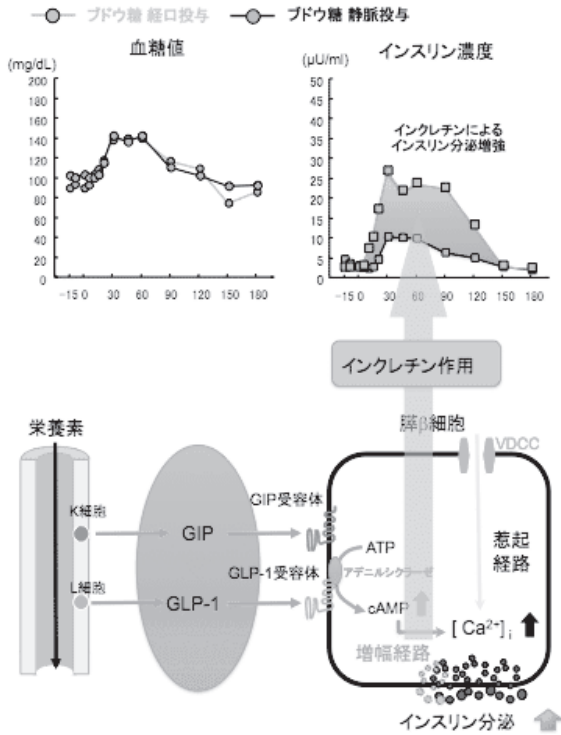 ブドウ糖 経口投与 ブドウ糖 静脈投与
血糖値
(mg/dL)
200
180
160
140
120
100
80
60
40
20
0
-15 0 30 60 90 120 150 180
インスリン濃度
(μU/ml)
50
45
40
35
30
25
20
15
10
5
0
-15 0 30 60 90 120 150 180
インクレチンによる
インスリン分泌増強
インクレチン作用
栄養素
K細胞
L細胞
GIP
GLP-1
GIP受容体
GLP-1受容体
膵β細胞
VDCC
ATP
アデニルシクラーゼ
cAMP
惹起
経路
[Ca²⁺]i
増幅経路
インスリン分泌